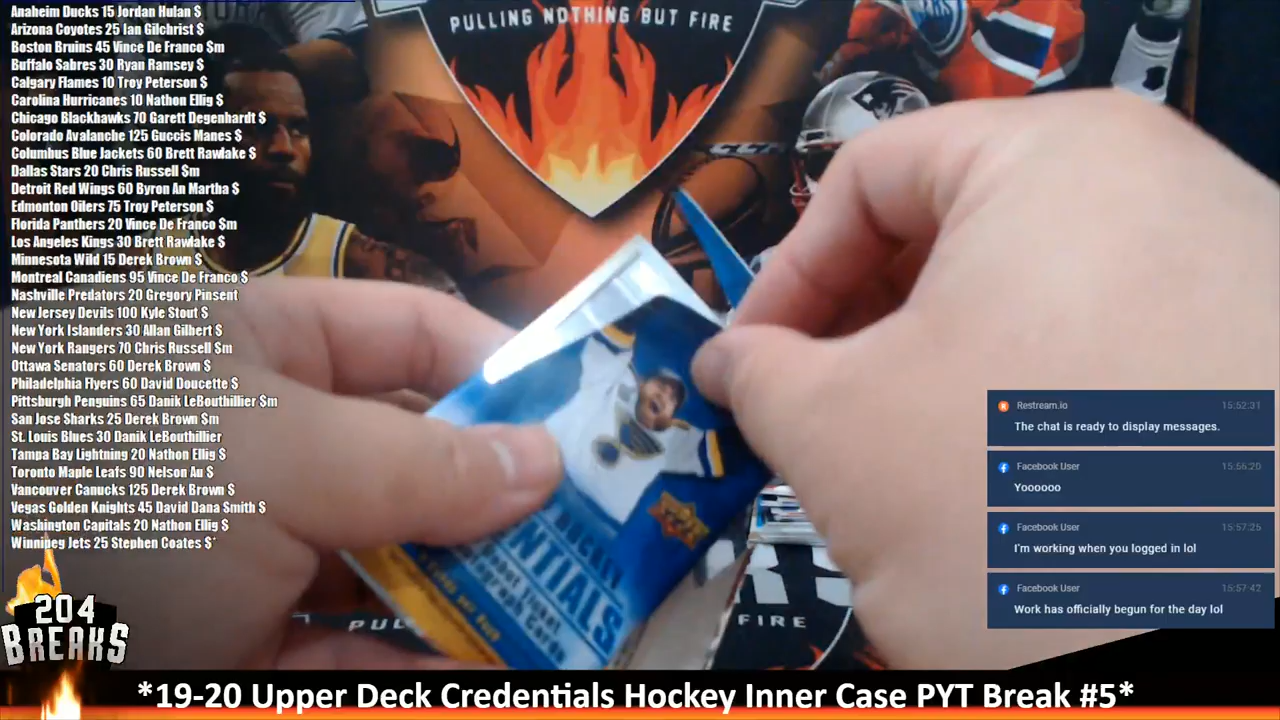 PULLING NOTHING BUT FIRE
Anaheim Ducks 15 Jordan Hulan $
Arizona Coyotes 25 Ian Gilchrist $
Boston Bruins 45 Vince De Franco $m
Buffalo Sabres 30 Ryan Ramsey $
Calgary Flames 10 Troy Peterson $
Carolina Hurricanes 10 Nathon Ellig $
Chicago Blackhawks 70 Garett Degenhardt $
Colorado Avalanche 125 Guccis Manes $
Columbus Blue Jackets 60 Brett Rawlake $
Dallas Stars 20 Chris Russell $m
Detroit Red Wings 60 Byron An Martha $
Edmonton Oilers 75 Troy Peterson $
Florida Panthers 20 Vince De Franco $m
Los Angeles Kings 30 Brett Rawlake $
Minnesota Wild 15 Derek Brown $
Montreal Canadiens 95 Vince De Franco $
Nashville Predators 20 Gregory Pinsent
New Jersey Devils 100 Kyle Stout $
New York Islanders 30 Allan Gilbert $
New York Rangers 70 Chris Russell $m
Ottawa Senators 60 Derek Brown $
Philadelphia Flyers 60 David Doucette $
Pittsburgh Penguins 65 Danik LeBouthillier $m
San Jose Sharks 25 Derek Brown $m
St. Louis Blues 30 Danik LeBouthillier
Tampa Bay Lightning 20 Nathon Ellig $
Toronto Maple Leafs 90 Nelson Au $
Vancouver Canucks 125 Derek Brown $
Vegas Golden Knights 45 David Dana Smith $
Washington Capitals 20 Nathon Ellig $
Winnipeg Jets 25 Stephen Coates $*
Restream.io 15:52:31
The chat is ready to display messages.
Facebook User 15:56:20
Yoooooo
Facebook User 15:57:25
I'm working when you logged in lol
Facebook User 15:57:42
Work has officially begun for the day lol
PUL
FIRE
204
BREAKS
*19-20 Upper Deck Credentials Hockey Inner Case PYT Break #5*